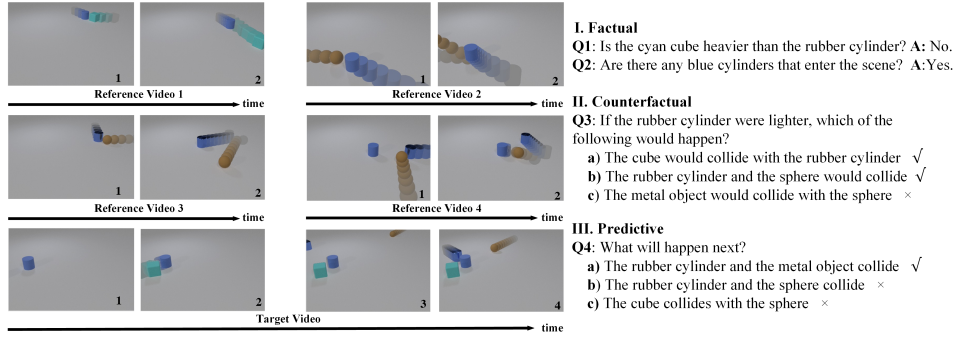 1
2
Reference Video 1
time
1
2
Reference Video 2
time
1
2
Reference Video 3
time
1
2
Reference Video 4
time
1
2
3
4
Target Video
time
I. Factual
Q1: Is the cyan cube heavier than the rubber cylinder? A: No.
Q2: Are there any blue cylinders that enter the scene? A:Yes.
II. Counterfactual
Q3: If the rubber cylinder were lighter, which of the
following would happen?
a) The cube would collide with the rubber cylinder √
b) The rubber cylinder and the sphere would collide √
c) The metal object would collide with the sphere ×
III. Predictive
Q4: What will happen next?
a) The rubber cylinder and the metal object collide √
b) The rubber cylinder and the sphere collide ×
c) The cube collides with the sphere ×